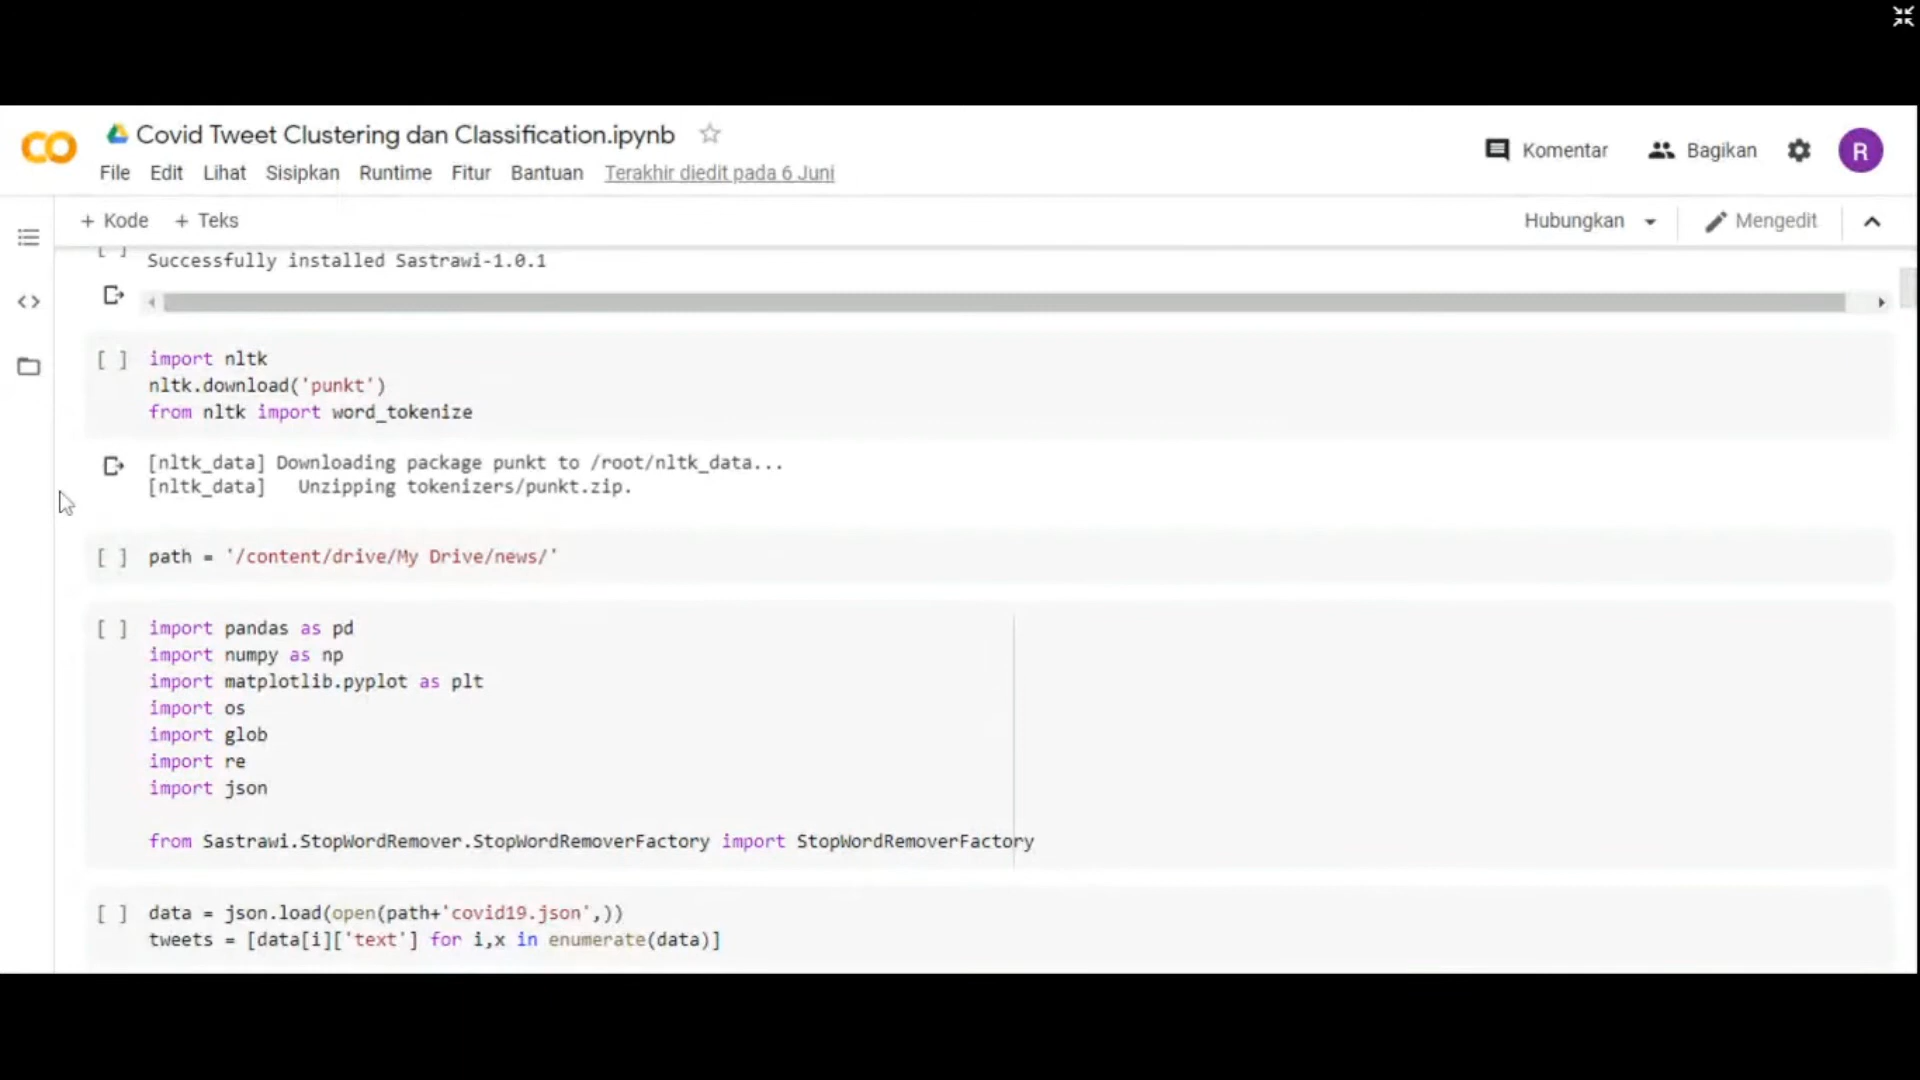 Covid Tweet Clustering dan Classification.ipynb
File Edit Lihat Sisipkan Runtime Fitur Bantuan Terakhir diedit pada 6 Juni
Komentar Bagikan R
+ Kode + Teks
Hubungkan Mengedit
[ ] Successfully installed Sastrawi-1.0.1
[ ] import nltk
nltk.download('punkt')
from nltk import word_tokenize
[nltk_data] Downloading package punkt to /root/nltk_data...
[nltk_data]   Unzipping tokenizers/punkt.zip.
[ ] path = '/content/drive/My Drive/news/'
[ ] import pandas as pd
import numpy as np
import matplotlib.pyplot as plt
import os
import glob
import re
import json
from Sastrawi.StopWordRemover.StopWordRemoverFactory import StopWordRemoverFactory
[ ] data = json.load(open(path+'covid19.json',))
tweets = [data[i]['text'] for i,x in enumerate(data)]